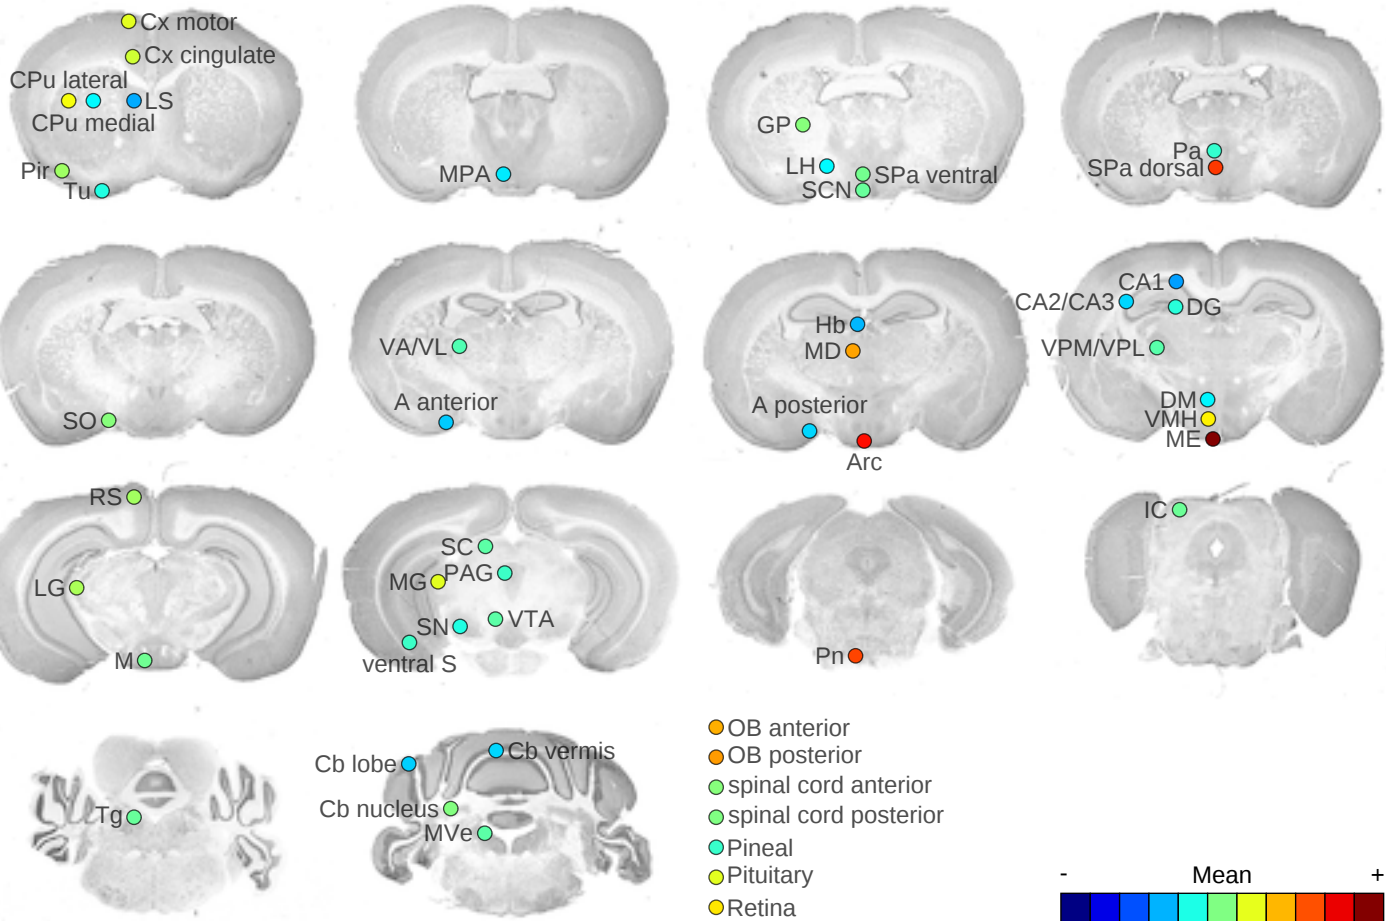 Cx motor
Cx cingulate
CPu lateral
LS
CPu medial
Pir
Tu
MPA
GP
LH
SPa ventral
SCN
Pa
SPa dorsal
SO
VA/VL
A anterior
Hb
MD
A posterior
Arc
CA1
CA2/CA3
DG
VPM/VPL
DM
VMH
ME
RS
LG
M
SC
PAG
MG
VTA
SN
ventral S
Pn
IC
Tg
Cb vermis
Cb lobe
Cb nucleus
MVe
OB anterior
OB posterior
spinal cord anterior
spinal cord posterior
Pineal
Pituitary
Retina
- Mean +